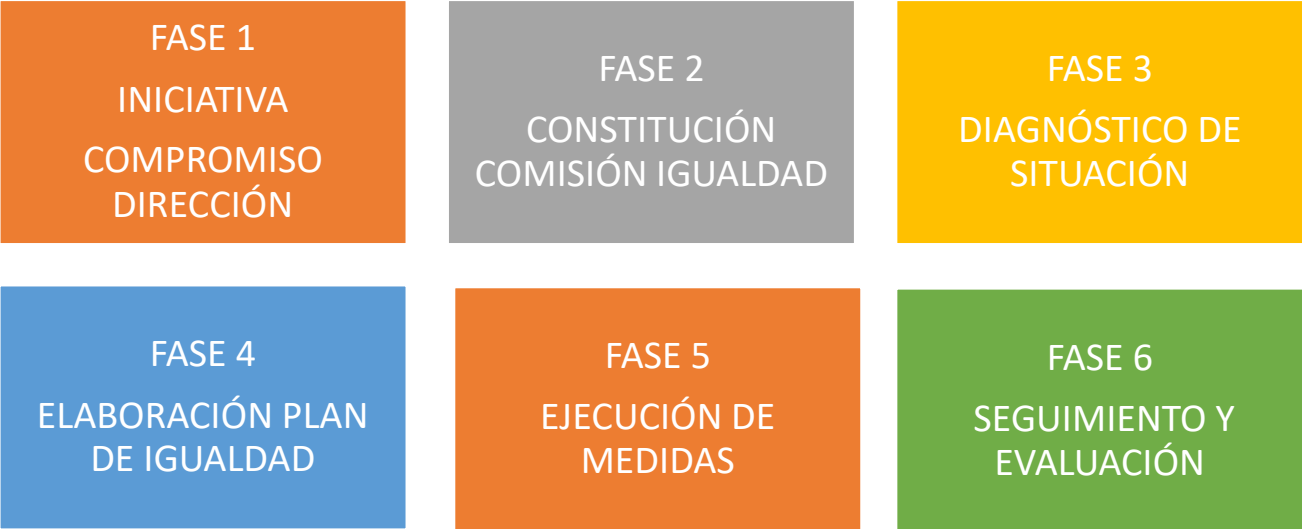 FASE 1
INICIATIVA
COMPROMISO
DIRECCIÓN
FASE 2
CONSTITUCIÓN
COMISIÓN IGUALDAD
FASE 3
DIAGNÓSTICO DE
SITUACIÓN
FASE 4
ELABORACIÓN PLAN
DE IGUALDAD
FASE 5
EJECUCIÓN DE
MEDIDAS
FASE 6
SEGUIMIENTO Y
EVALUACIÓN